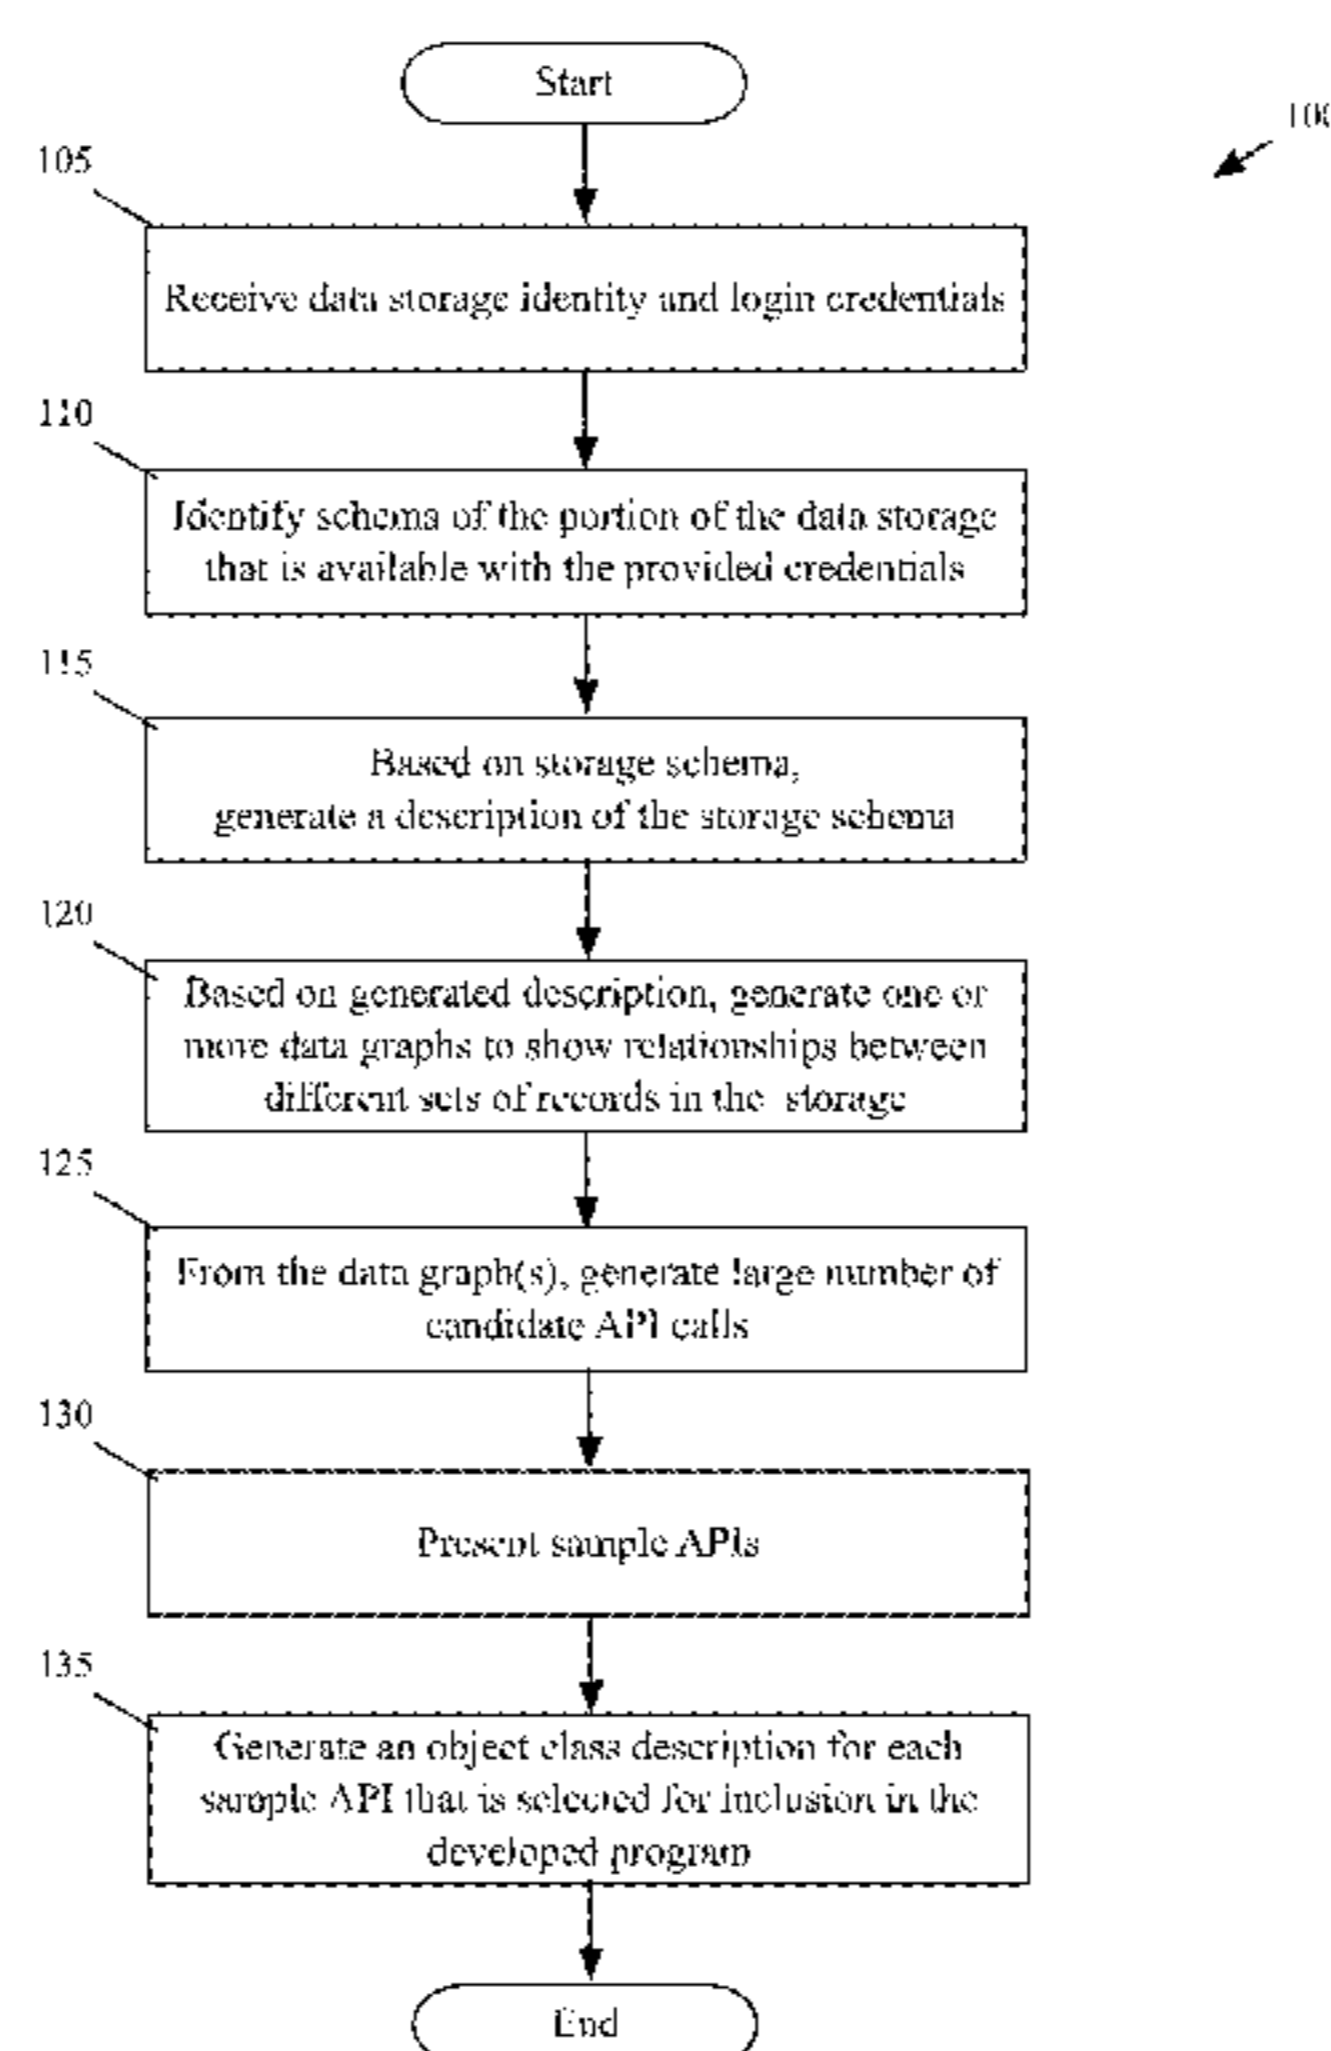 Start
100
105
Receive data storage identity and login credentials
110
Identify schema of the portion of the data storage
that is available with the provided credentials
115
Based on storage schema,
generate a description of the storage schema
120
Based on generated description, generate one or
more data graphs to show relationships between
different sets of records in the storage
125
From the data graph(s), generate large number of
candidate API calls
130
Present sample APIs
135
Generate an object class description for each
sample API that is selected for inclusion in the
developed program
End